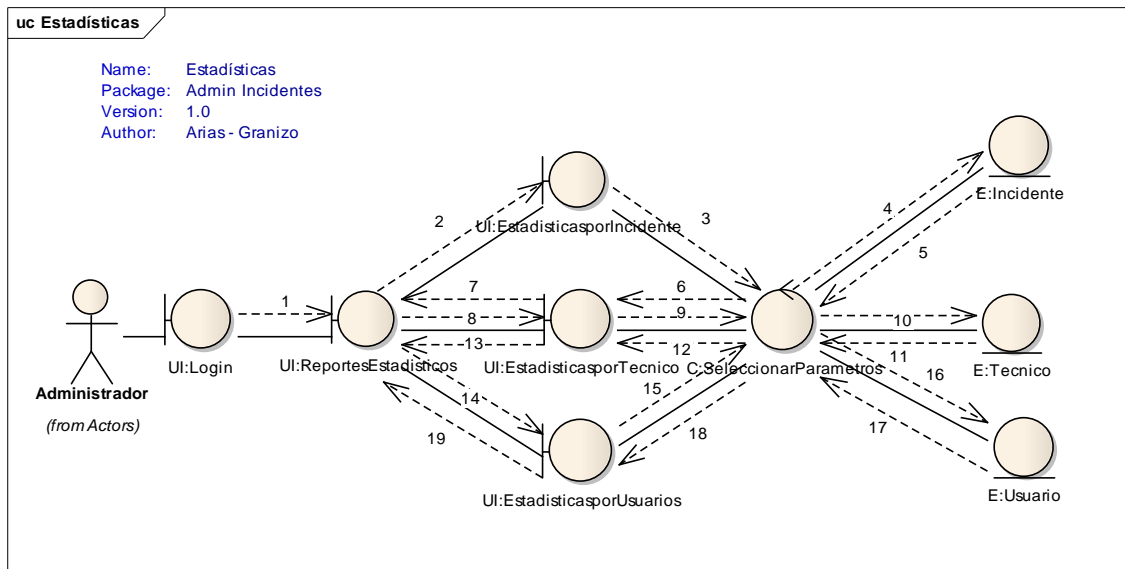 uc Estadísticas
Name: Estadísticas
Package: Admin Incidentes
Version: 1.0
Author: Arias - Granizo
E:Incidente
UI:EstadisticasporIncidente
2
3
4
5
1
7
6
8
9
10
13
12
11
UI:Login
UI:ReportesEstadisticos
UI:EstadisticasporTecnico
C:SeleccionarParametros
E:Tecnico
Administrador
(from Actors)
14
15
16
19
18
17
UI:EstadisticasporUsuarios
E:Usuario